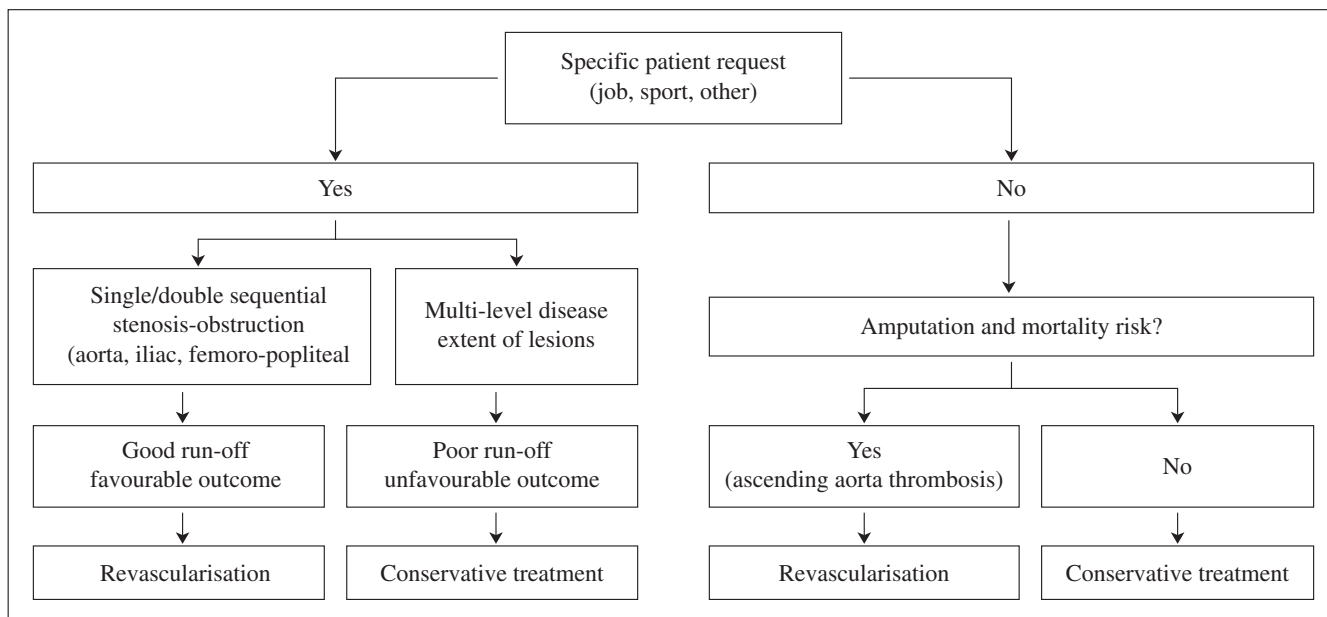 Specific patient request
(job, sport, other)
Yes
No
Single/double sequential
stenosis-obstruction
(aorta, iliac, femoro-popliteal
Multi-level disease
extent of lesions
Amputation and mortality risk?
Good run-off
favourable outcome
Poor run-off
unfavourable outcome
Yes
(ascending aorta thrombosis)
No
Revascularisation
Conservative treatment
Revascularisation
Conservative treatment